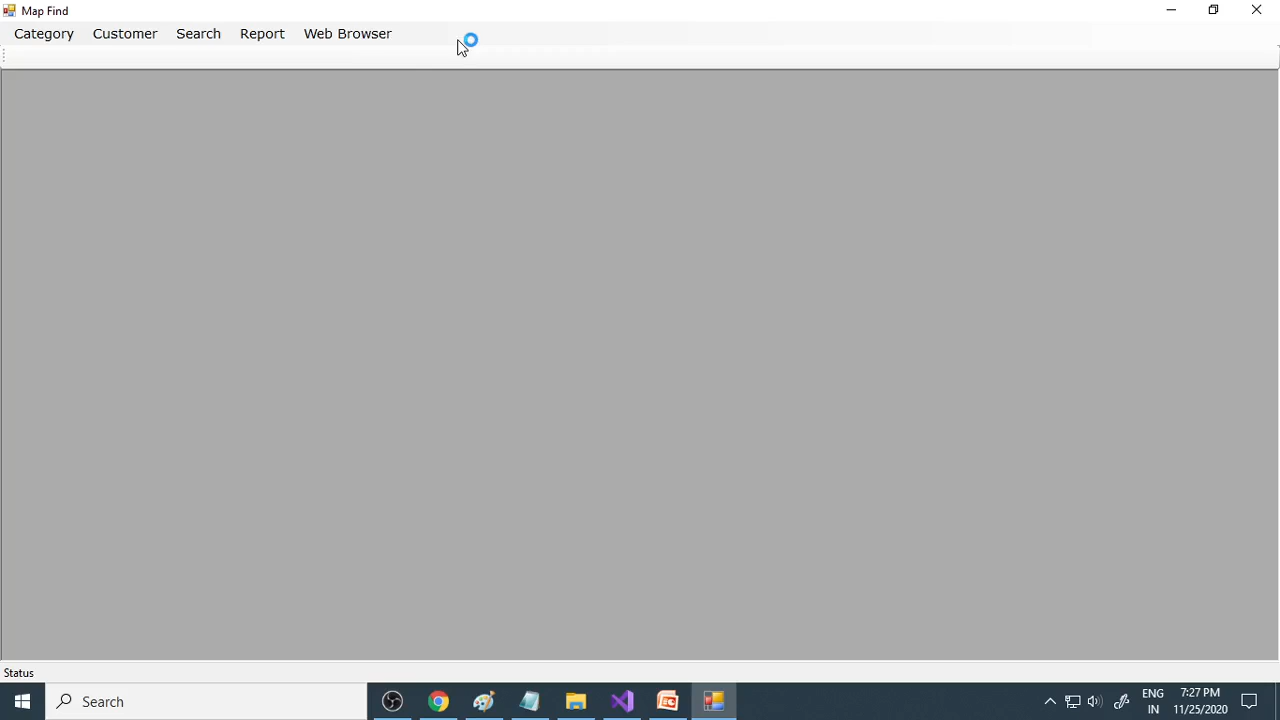 Map Find
Category Customer Search Report Web Browser
Status
Search
ENG
IN
7:27 PM
11/25/2020